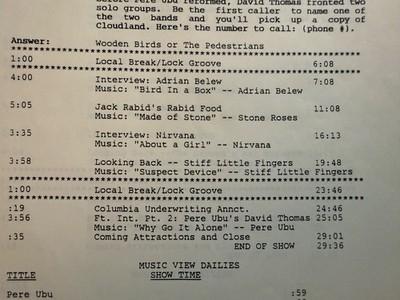 before Pere Ubu reformed, David Thomas fronted two
solo groups. Be the first caller to name one of
the two bands and you'll pick up a copy of
Cloudland. Here's the number to call: (phone #).
Answer: Wooden Birds or The Pedestrians
************************************************
1:00 Local Break/Lock Groove 6:08
************************************************
4:00 Interview: Adrian Belew 7:08
Music: "Bird In a Box" -- Adrian Belew
5:05 Jack Rabid's Rabid Food 11:08
Music: "Made of Stone" -- Stone Roses
3:35 Interview: Nirvana 16:13
Music: "About a Girl" -- Nirvana
3:58 Looking Back -- Stiff Little Fingers 19:48
Music: "Suspect Device" -- Stiff Little Fingers
************************************************
1:00 Local Break/Lock Groove 23:46
************************************************
:19 Columbia Underwriting Annct. 24:46
3:56 Ft. Int. Pt. 2: Pere Ubu's David Thomas 25:05
Music: "Why Go It Alone" -- Pere Ubu
:35 Coming Attractions and Close 29:01
END OF SHOW 29:36
MUSIC VIEW DAILIES
TITLE SHOW TIME
Pere Ubu :59